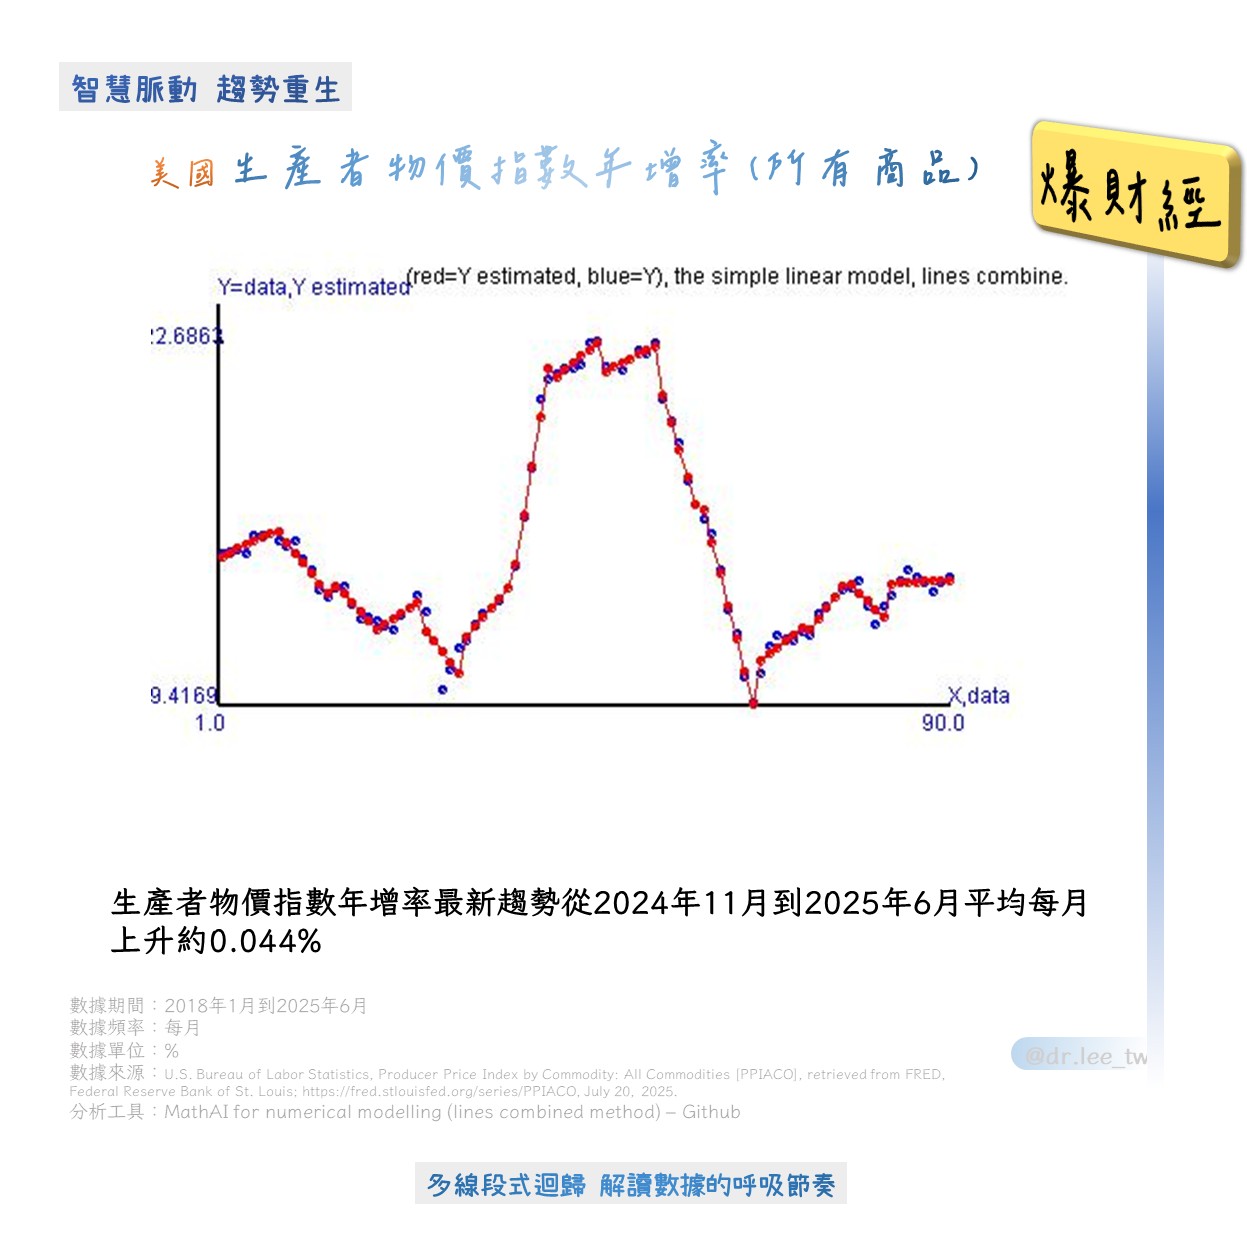 智慧脈動 趨勢重生
美國生產者物價指數年增率(所有商品)
爆財經
Y=data,Y estimated
(red=Y estimated, blue=Y), the simple linear model, lines combine.
22.6863
9.4169
X,data
1.0
90.0
生產者物價指數年增率最新趨勢從2024年11月到2025年6月平均每月
上升約0.044%
數據期間：2018年1月到2025年6月
數據頻率：每月
數據單位：%
數據來源：U.S. Bureau of Labor Statistics, Producer Price Index by Commodity: All Commodities [PPIACO], retrieved from FRED,
Federal Reserve Bank of St. Louis; https://fred.stlouisfed.org/series/PPIACO, July 20, 2025.
分析工具：MathAI for numerical modelling (lines combined method) – Github
@dr.lee_tw
多線段式迴歸 解讀數據的呼吸節奏